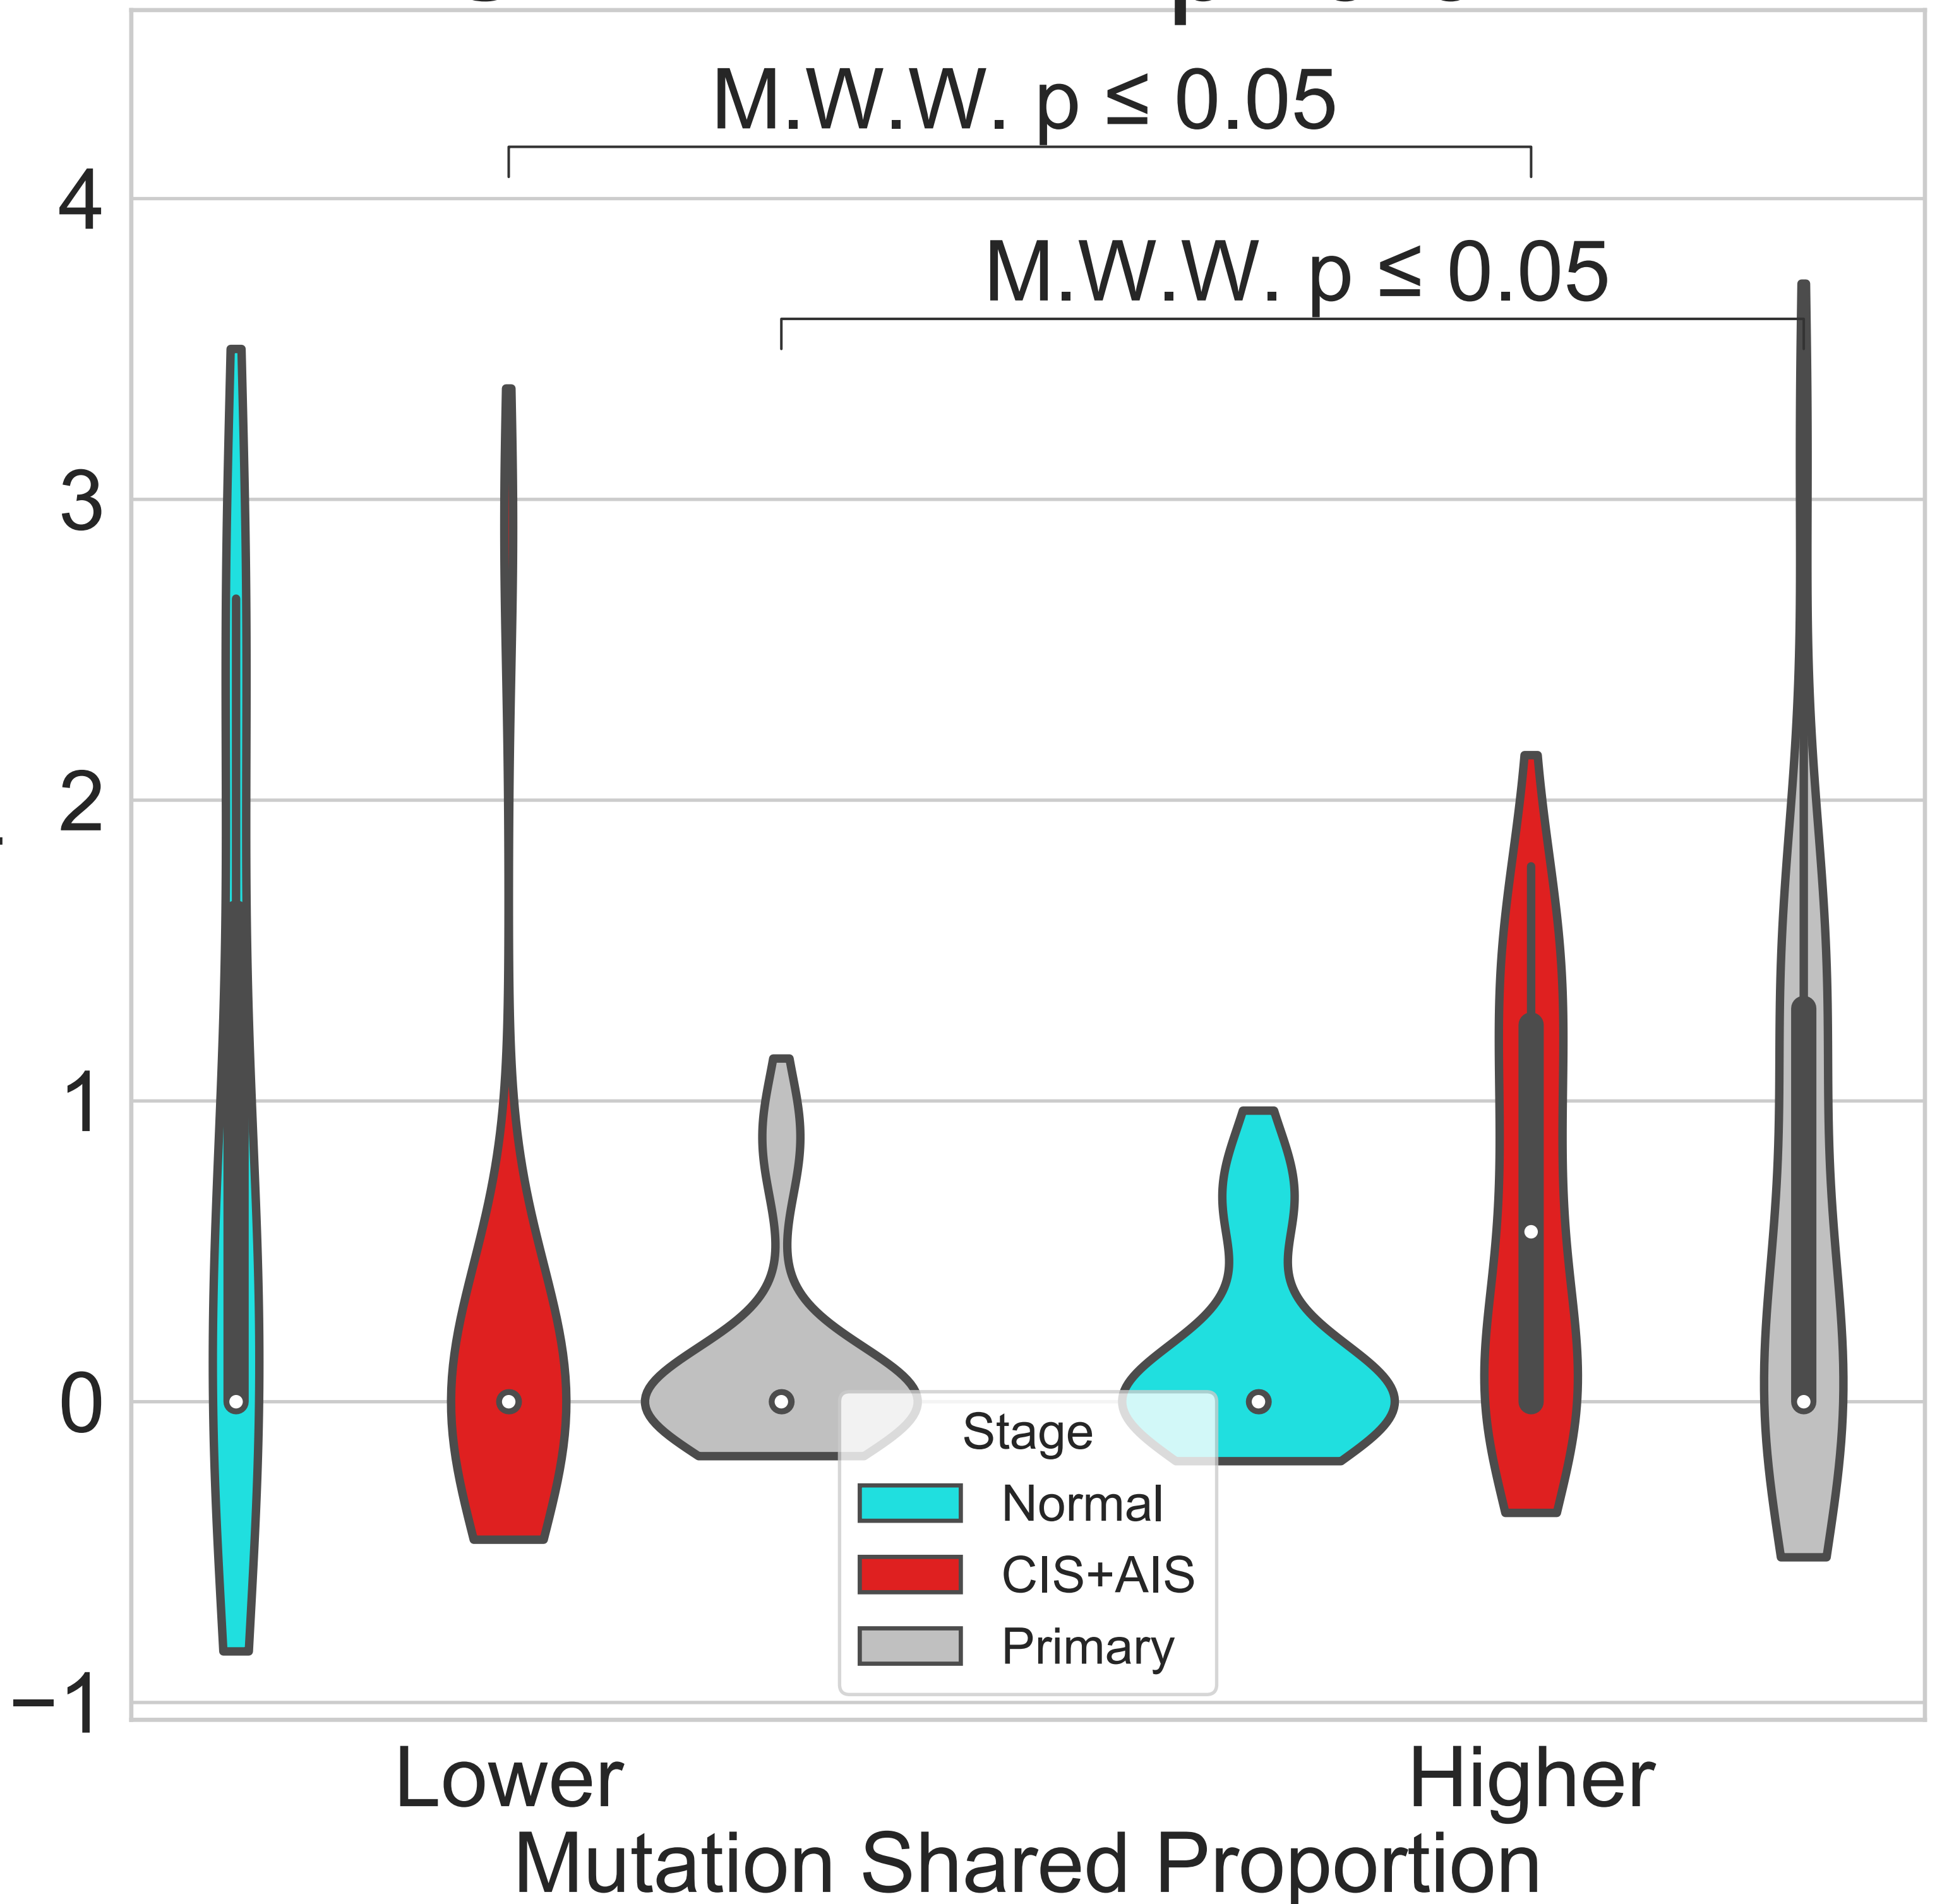 M.W.W. p ≤ 0.05
4
M.W.W. p ≤ 0.05
3
2
1
0
Stage
Normal
CIS+AIS
Primary
−1
Lower Higher
Mutation Shared Proportion